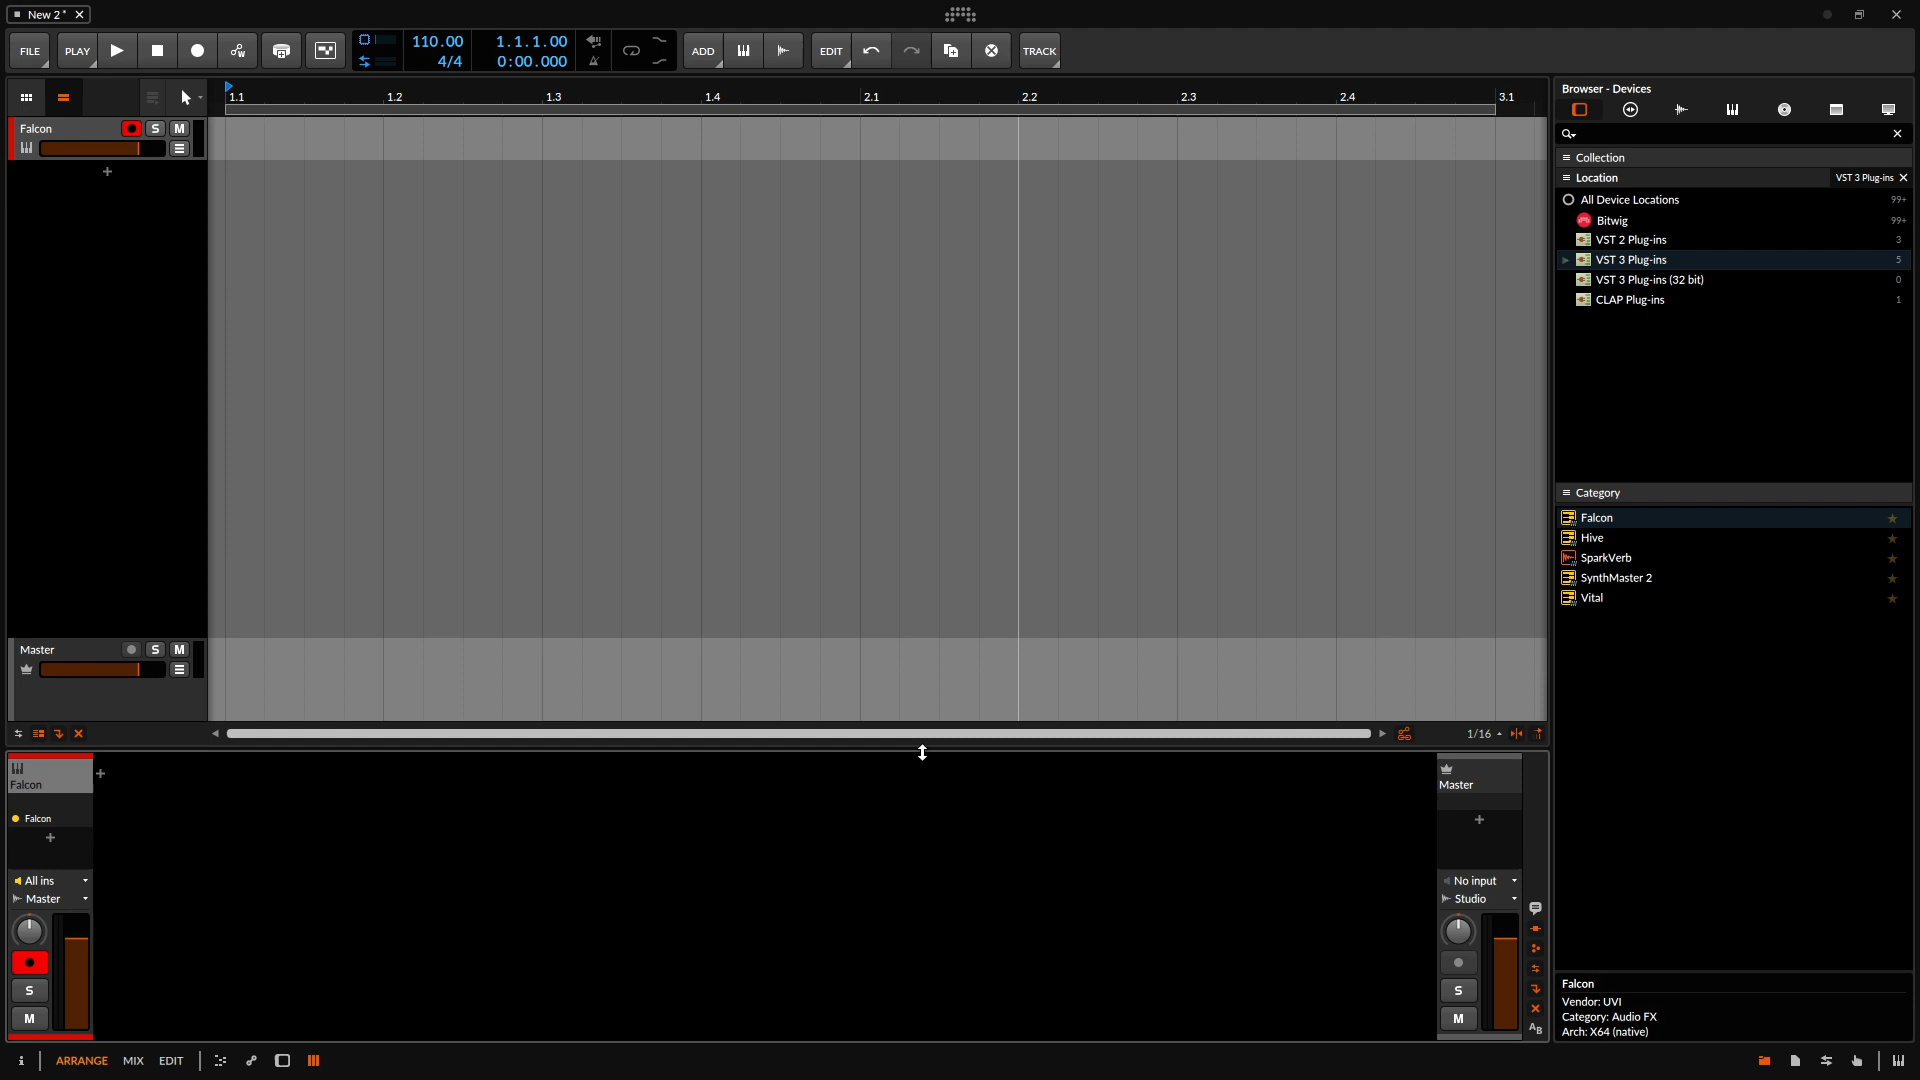 New 2*
FILE PLAY 110.00 4/4 1.1.1.00 0:00.000 ADD EDIT TRACK
1.1 1.2 1.3 1.4 2.1 2.2 2.3 2.4 3.1
Falcon S M
+
Master S M
1/16
Falcon +
Falcon
+
All ins
Master
S
M
Master
+
No input
Studio
S
M
AB
i ARRANGE MIX EDIT
Browser - Devices
Collection
Location VST 3 Plug-ins
All Device Locations 99+
Bitwig 99+
VST 2 Plug-ins 3
VST 3 Plug-ins 5
VST 3 Plug-ins (32 bit) 0
CLAP Plug-ins 1
Category
Falcon
Hive
SparkVerb
SynthMaster 2
Vital
Falcon
Vendor: UVI
Category: Audio FX
Arch: X64 (native)